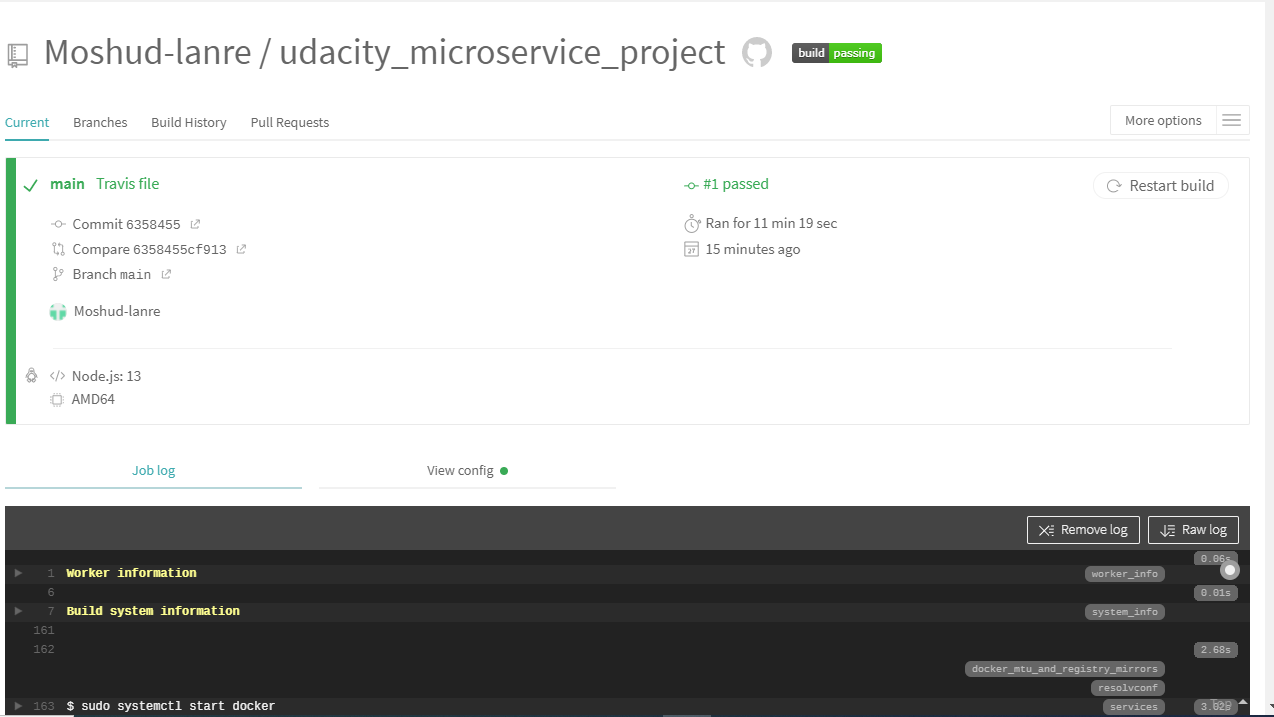 Moshud-lanre / udacity_microservice_project build passing
Current Branches Build History Pull Requests More options
main Travis file #1 passed Restart build
Commit 6358455 Ran for 11 min 19 sec
Compare 6358455cf913 15 minutes ago
Branch main
Moshud-lanre
Node.js: 13
AMD64
Job log View config
Remove log Raw log
0.06s
1 Worker information worker_info
6 0.01s
7 Build system information system_info
161
162 2.68s
docker_mtu_and_registry_mirrors
resolvconf
163 $ sudo systemctl start docker services 3.02s
Top